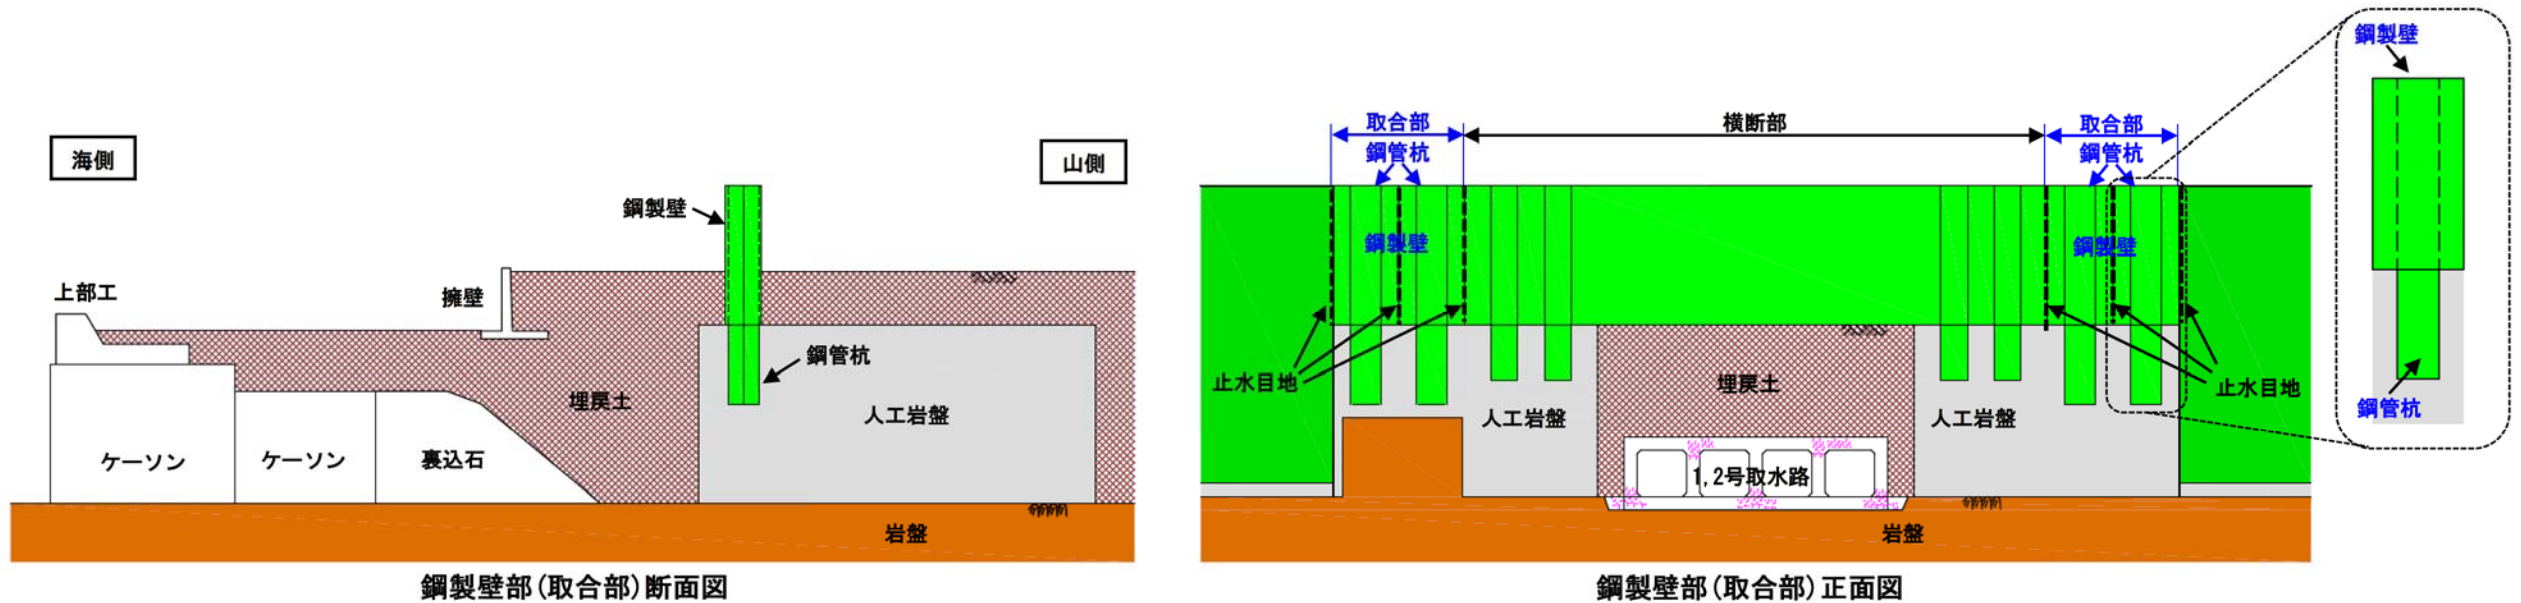 海側
山側
鋼製壁
上部工
擁壁
鋼管杭
埋戻土
人工岩盤
ケーソン
ケーソン
裏込石
岩盤
鋼製壁部(取合部)断面図
取合部
横断部
取合部
鋼管杭
鋼管杭
鋼製壁
鋼製壁
止水目地
埋戻土
止水目地
人工岩盤
人工岩盤
1,2号取水路
岩盤
鋼製壁部(取合部)正面図
鋼製壁
鋼管杭